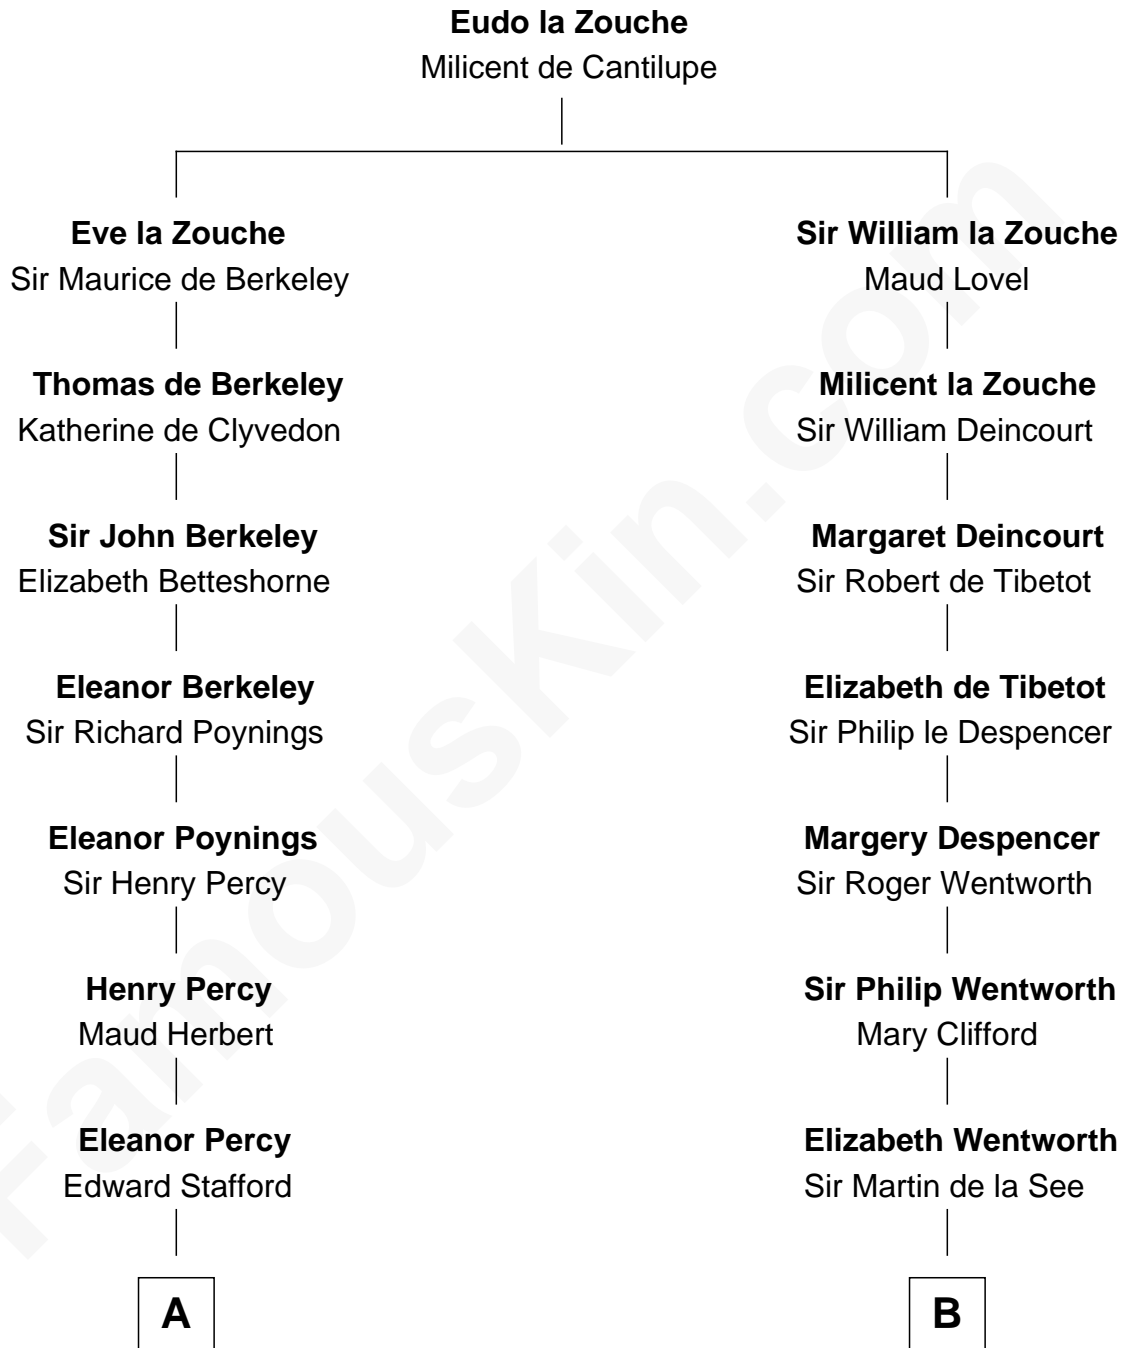 Eudo la Zouche
Milicent de Cantilupe
Eve la Zouche
Sir Maurice de Berkeley
Thomas de Berkeley
Katherine de Clyvedon
Sir John Berkeley
Elizabeth Betteshorne
Eleanor Berkeley
Sir Richard Poynings
Eleanor Poynings
Sir Henry Percy
Henry Percy
Maud Herbert
Eleanor Percy
Edward Stafford
A
Sir William la Zouche
Maud Lovel
Milicent la Zouche
Sir William Deincourt
Margaret Deincourt
Sir Robert de Tibetot
Elizabeth de Tibetot
Sir Philip le Despencer
Margery Despencer
Sir Roger Wentworth
Sir Philip Wentworth
Mary Clifford
Elizabeth Wentworth
Sir Martin de la See
B
FamousKin.com